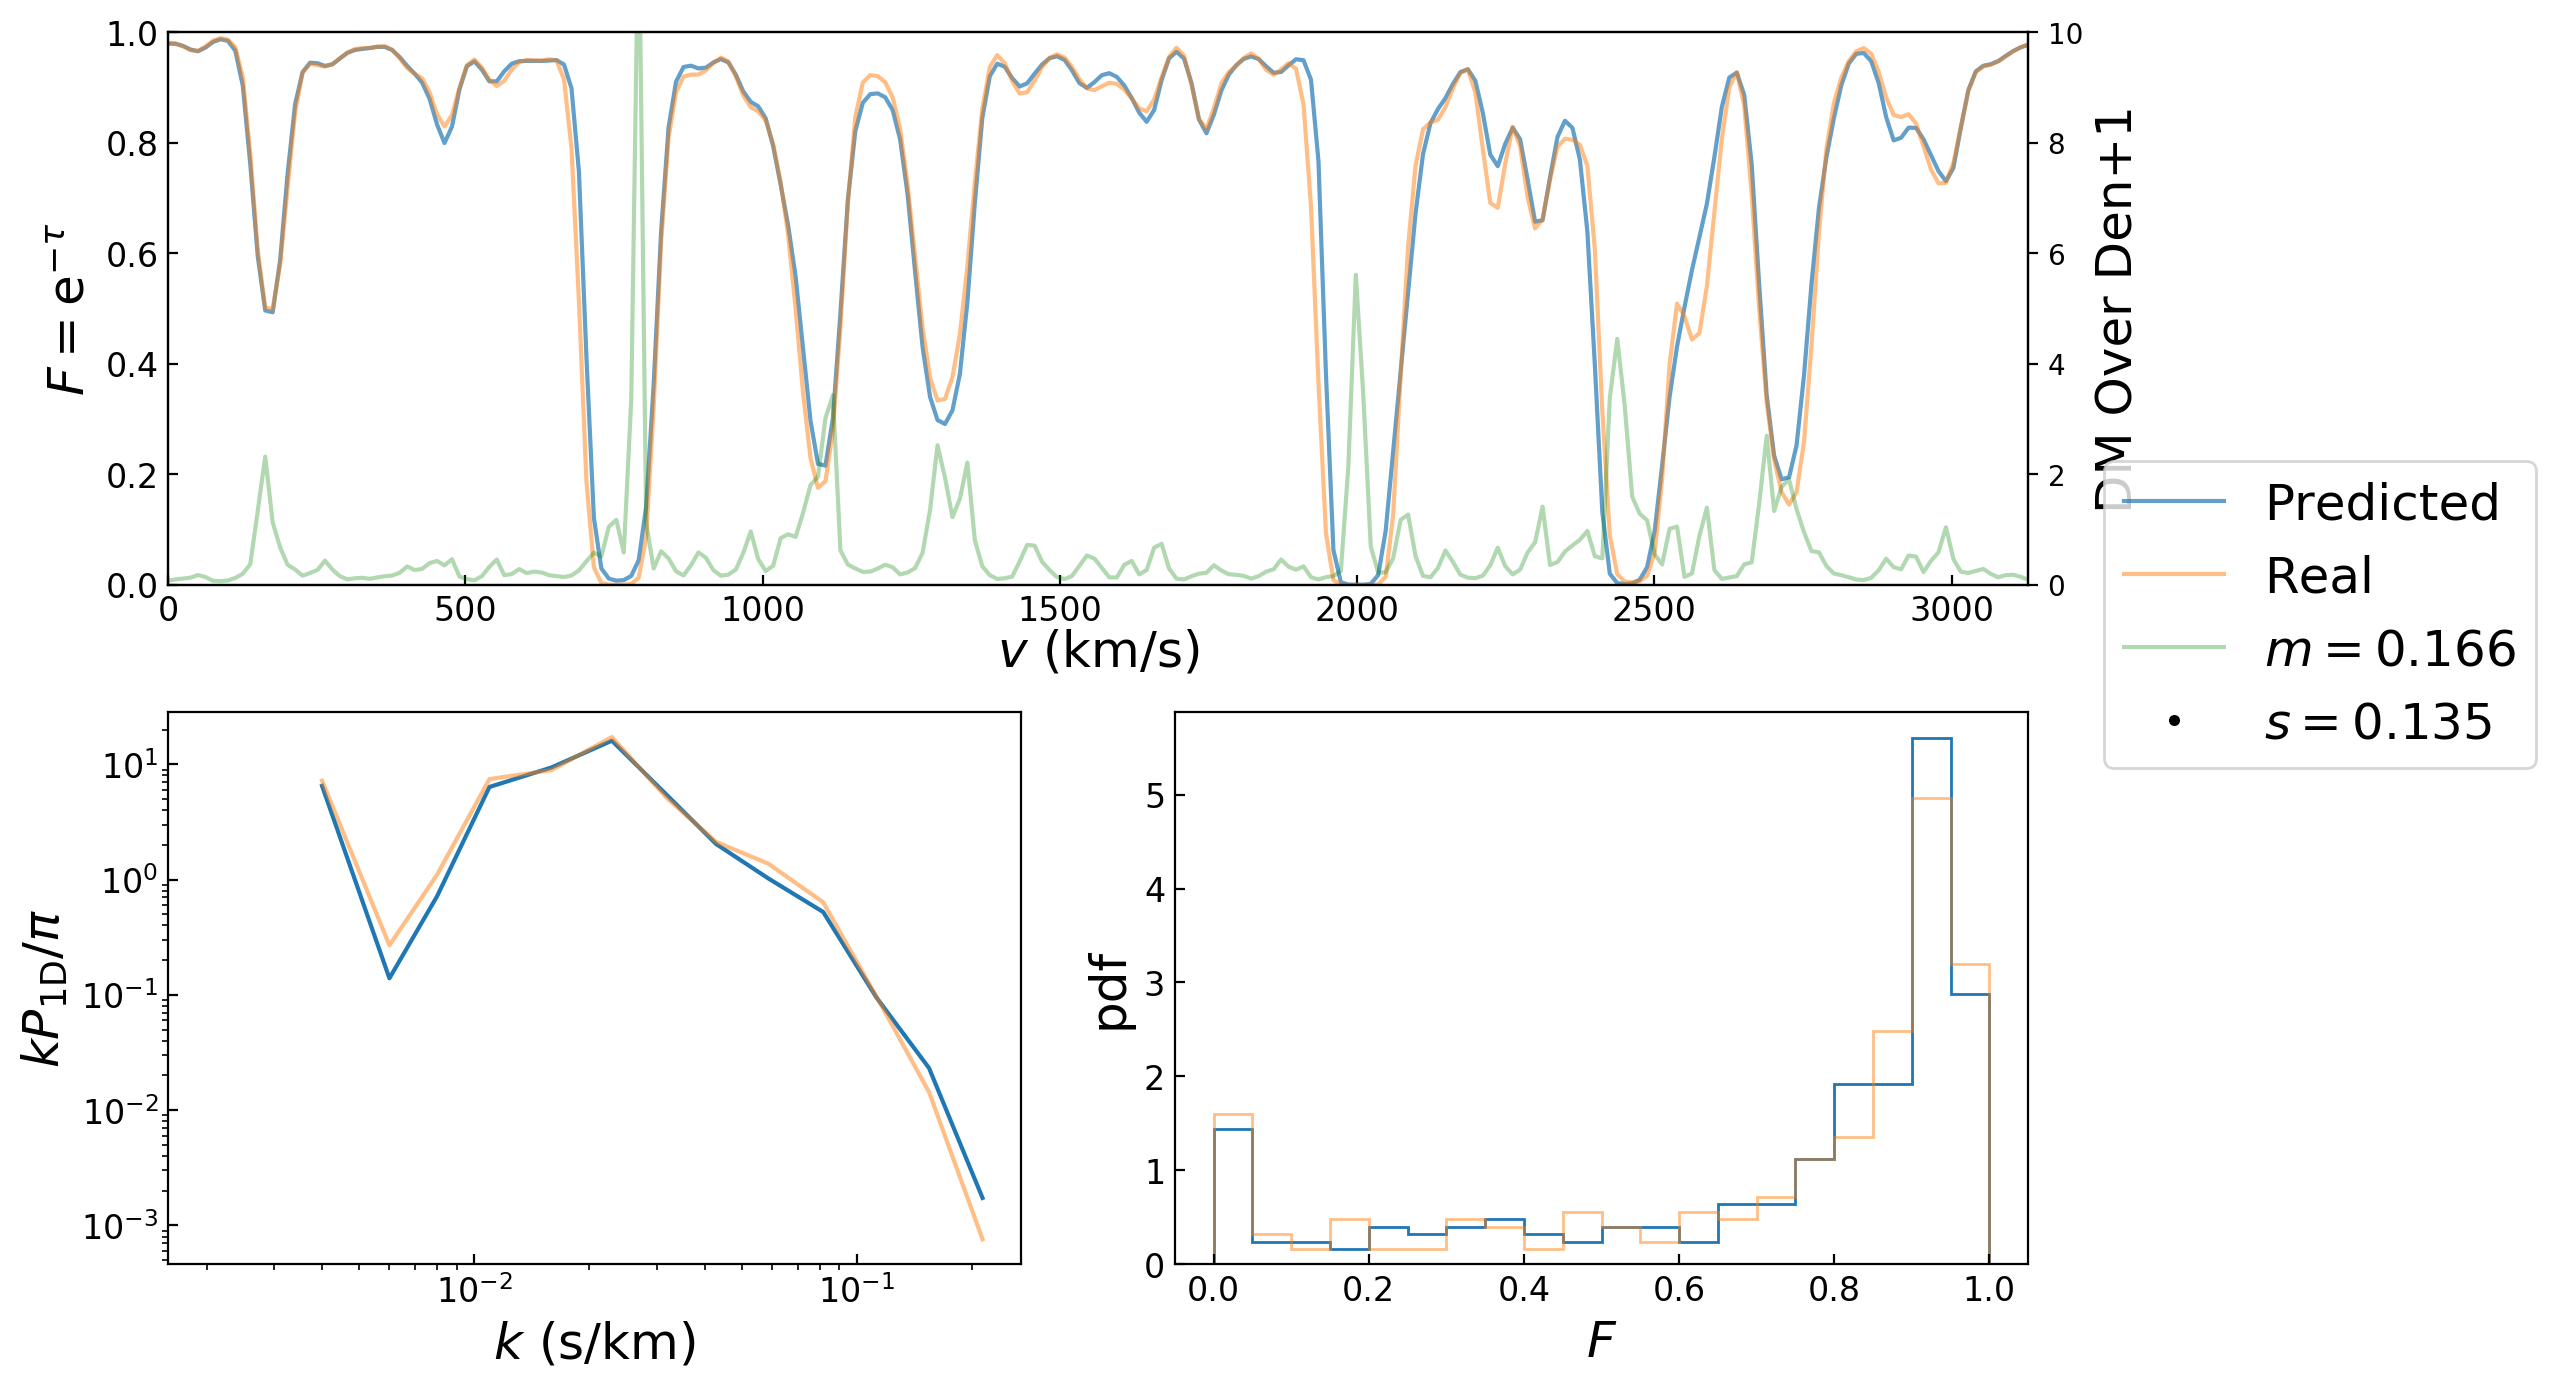 1.0
0.8
0.6
0.4
0.2
0.0
F = e^{−τ}
10
8
6
4
2
0
DM Over Den+1
0 500 1000 1500 2000 2500 3000
v (km/s)
Predicted
Real
m = 0.166
s = 0.135
10^1
10^0
10^{−1}
10^{−2}
10^{−3}
kP_{1D}/π
10^{−2} 10^{−1}
k (s/km)
5
4
3
2
1
0
pdf
0.0 0.2 0.4 0.6 0.8 1.0
F